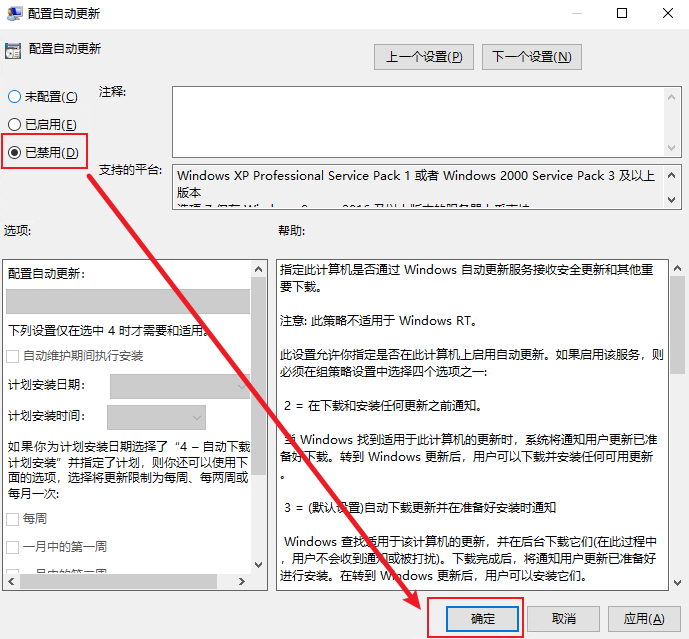 配置自动更新
配置自动更新
上一个设置(P)
下一个设置(N)
未配置(C)
注释:
已启用(E)
已禁用(D)
支持的平台:
Windows XP Professional Service Pack 1 或者 Windows 2000 Service Pack 3 及以上
版本
选项:
帮助:
配置自动更新:
下列设置仅在选中 4 时才需要和适用。
自动维护期间执行安装
计划安装日期:
计划安装时间:
如果你为计划安装日期选择了“4 – 自动下载
计划安装”并指定了计划，则你还可以使用下
面的选项，选择将更新限制为每周、每两周或
每月一次:
每周
一月中的第一周
一月中的第二周
指定此计算机是否通过 Windows 自动更新服务接收安全更新和其他重
要下载。
注意: 此策略不适用于 Windows RT。
此设置允许你指定是否在此计算机上启用自动更新。如果启用该服务，则
必须在组策略设置中选择四个选项之一:
2 = 在下载和安装任何更新之前通知。
当 Windows 找到适用于此计算机的更新时，系统将通知用户更新已准
备好下载。转到 Windows 更新后，用户可以下载并安装任何可用更新
。
3 = (默认设置)自动下载更新并在准备好安装时通知
Windows 查找适用于该计算机的更新，并在后台下载它们(在此过程中
，用户不会收到通知或被打扰)。下载完成后，将通知用户更新已准备好
进行安装。在转到 Windows 更新后，用户可以安装它们。
确定
取消
应用(A)